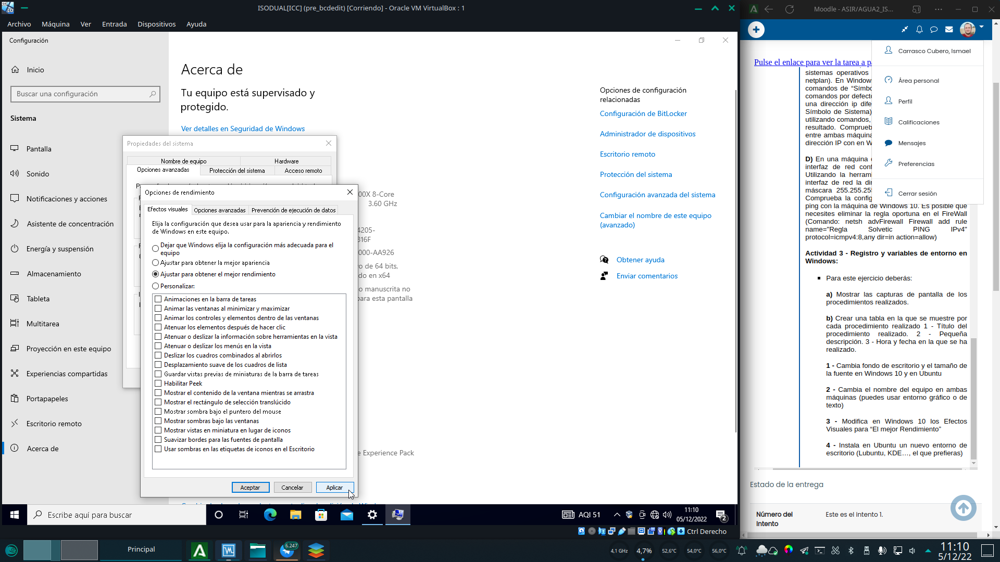 ISODUAL[ICC] (pre_bcdedit) [Corriendo] - Oracle VM VirtualBox : 1
Archivo Máquina Ver Entrada Dispositivos Ayuda
Configuración
Inicio
Buscar una configuración
Sistema
Pantalla
Sonido
Notificaciones y acciones
Asistente de concentración
Energía y suspensión
Almacenamiento
Tableta
Multitarea
Proyección en este equipo
Experiencias compartidas
Portapapeles
Escritorio remoto
Acerca de
Acerca de
Tu equipo está supervisado y
protegido.
Ver detalles en Seguridad de Windows
Propiedades del sistema
Nombre de equipo Hardware
Opciones avanzadas Protección del sistema Acceso remoto
Opciones de rendimiento
Efectos visuales Opciones avanzadas Prevención de ejecución de datos
Elija la configuración que desea usar para la apariencia y rendimiento
de Windows en este equipo.
Dejar que Windows elija la configuración más adecuada para el
equipo
Ajustar para obtener la mejor apariencia
Ajustar para obtener el mejor rendimiento
Personalizar:
Animaciones en la barra de tareas
Animar las ventanas al minimizar y maximizar
Animar los controles y elementos dentro de las ventanas
Atenuar los elementos después de hacer clic
Atenuar o deslizar la información sobre herramientas en la vista
Atenuar o deslizar los menús en la vista
Deslizar los cuadros combinados al abrirlos
Desplazamiento suave de los cuadros de lista
Guardar vistas previas de miniaturas de la barra de tareas
Habilitar Peek
Mostrar el contenido de la ventana mientras se arrastra
Mostrar el rectángulo de selección translúcido
Mostrar sombra bajo el puntero del mouse
Mostrar sombras bajo las ventanas
Mostrar vistas en miniatura en lugar de iconos
Suavizar bordes para las fuentes de pantalla
Usar sombras en las etiquetas de iconos en el Escritorio
Aceptar Cancelar Aplicar
00X 8-Core
3.60 GHz
4205-
816F
000-AA926
o de 64 bits,
do en x64
o manuscrita no
para esta pantalla
e Experience Pack
Opciones de configuración
relacionadas
Configuración de BitLocker
Administrador de dispositivos
Escritorio remoto
Protección del sistema
Configuración avanzada del sistema
Cambiar el nombre de este equipo
(avanzado)
Obtener ayuda
Enviar comentarios
Escribe aquí para buscar
AQI 51
11:10
05/12/2022
2
Ctrl Derecho
Moodle - ASIR/AGUA2_IS...
Pulse el enlace para ver la tarea a p
sistemas operativos
netplan). En Window
comandos de “Símbo
comandos por defecto
una dirección ip dife
Símbolo de Sistema)
utilizando comandos,
resultado. Comprueb
entre ambas máquina
dirección IP con en W
D) En una máquina
interfaz de red conf
Utilizando la herram
interfaz de red la di
máscara 255.255.25
Comprueba la config
ping con la máquina de Windows 10. Es posible que
necesites eliminar la regla oportuna en el FireWall
(Comando: netsh advFirewall Firewall add rule
name="Regla Solvetic PING IPv4"
protocol=icmpv4:8,any dir=in action=allow)
Actividad 3 - Registro y variables de entorno en
Windows:
Para este ejercicio deberás:
a) Mostrar las capturas de pantalla de los
procedimientos realizados.
b) Crear una tabla en la que se muestre por
cada procedimiento realizado 1 - Título del
procedimiento realizado. 2 - Pequeña
descripción. 3 - Hora y fecha en la que se ha
realizado.
1 - Cambia fondo de escritorio y el tamaño de
la fuente en Windows 10 y en Ubuntu
2 - Cambia el nombre del equipo en ambas
máquinas (puedes usar entorno gráfico o de
texto)
3 - Modifica en Windows 10 los Efectos
Visuales para “El mejor Rendimiento”
4 - Instala en Ubuntu un nuevo entorno de
escritorio (Lubuntu, KDE…, el que prefieras)
Carrasco Cubero, Ismael
Área personal
Perfil
Calificaciones
Mensajes
Preferencias
Cerrar sesión
Estado de la entrega
Número del
Intento
Este es el intento 1.
Principal
6.247
4,1 GHz
4,7%
52,6°C
54,0°C
56,0°C
11:10
5/12/22